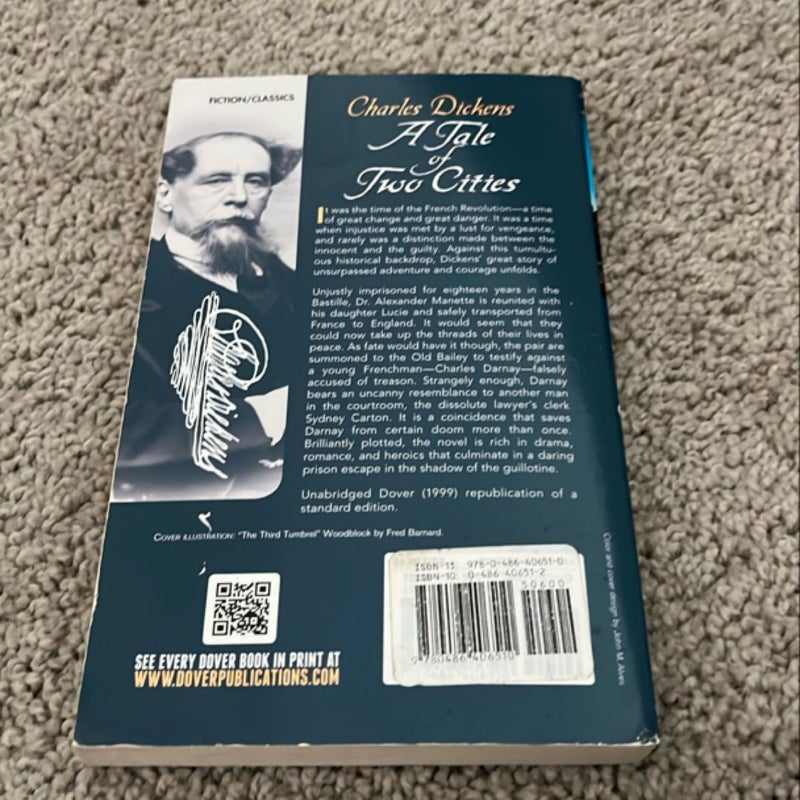 FICTION/CLASSICS
Charles Dickens
A Tale
of
Two Cities
It was the time of the French Revolution—a time
of great change and great danger. It was a time
when injustice was met by a lust for vengeance,
and rarely was a distinction made between the
innocent and the guilty. Against this tumultu-
ous historical backdrop, Dickens' great story of
unsurpassed adventure and courage unfolds.
Unjustly imprisoned for eighteen years in the
Bastille, Dr. Alexander Manette is reunited with
his daughter Lucie and safely transported from
France to England. It would seem that they
could now take up the threads of their lives in
peace. As fate would have it though, the pair are
summoned to the Old Bailey to testify against
a young Frenchman—Charles Darnay—falsely
accused of treason. Strangely enough, Darnay
bears an uncanny resemblance to another man
in the courtroom, the dissolute lawyer's clerk
Sydney Carton. It is a coincidence that saves
Darnay from certain doom more than once.
Brilliantly plotted, the novel is rich in drama,
romance, and heroics that culminate in a daring
prison escape in the shadow of the guillotine.
Unabridged Dover (1999) republication of a
standard edition.
COVER ILLUSTRATION: "The Third Tumbrel" Woodblock by Fred Barnard.
ISBN-13: 978-0-486-40651-0
ISBN-10: 0-486-40651-2
50600
9 780486 406510
SEE EVERY DOVER BOOK IN PRINT AT
WWW.DOVERPUBLICATIONS.COM
Cover and cover design by John M. Alves